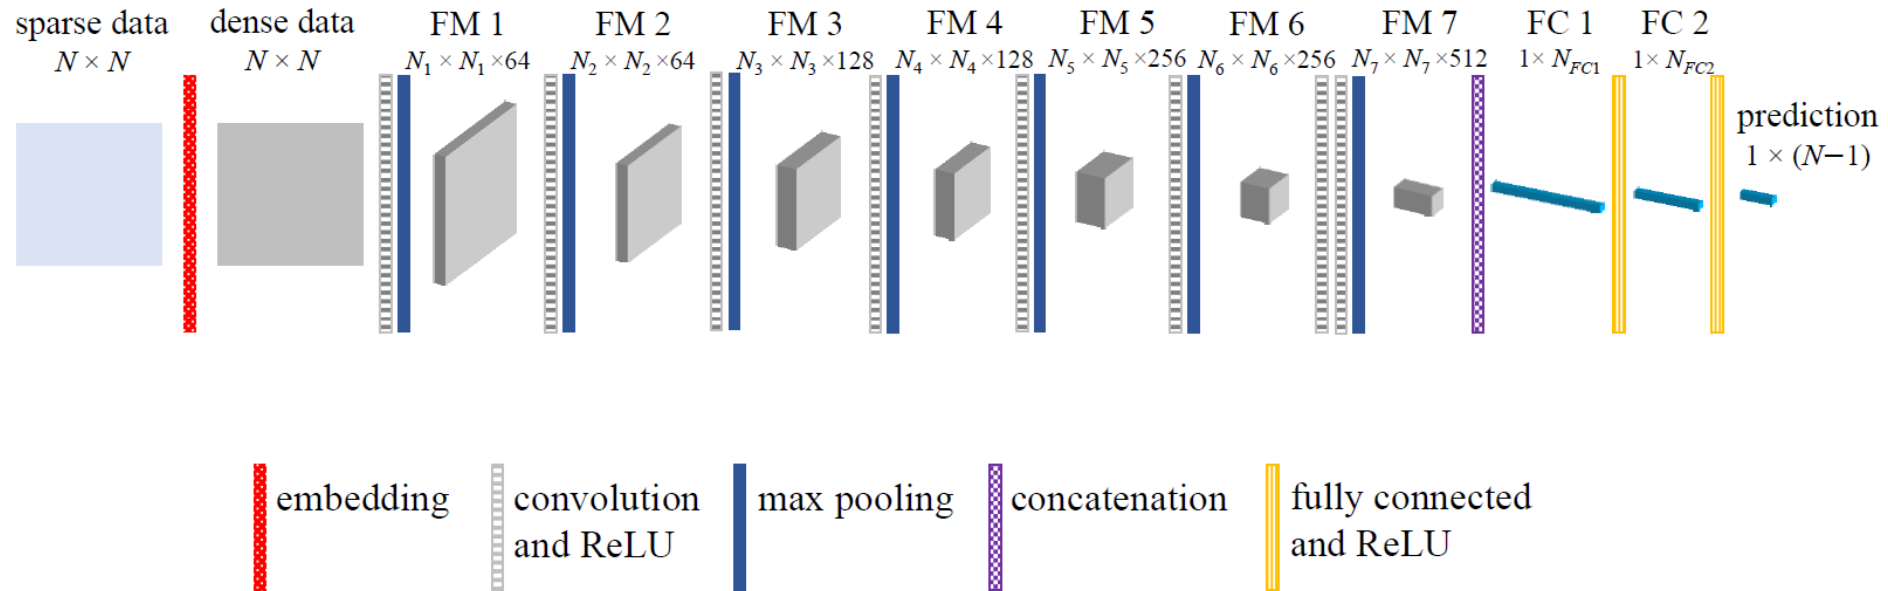 sparse data
N × N
dense data
N × N
FM 1
N₁ × N₁ ×64
FM 2
N₂ × N₂ ×64
FM 3
N₃ × N₃ ×128
FM 4
N₄ × N₄ ×128
FM 5
N₅ × N₅ ×256
FM 6
N₆ × N₆ ×256
FM 7
N₇ × N₇ ×512
FC 1
1× N_FC1
FC 2
1× N_FC2
prediction
1 × (N−1)
embedding
convolution
and ReLU
max pooling
concatenation
fully connected
and ReLU